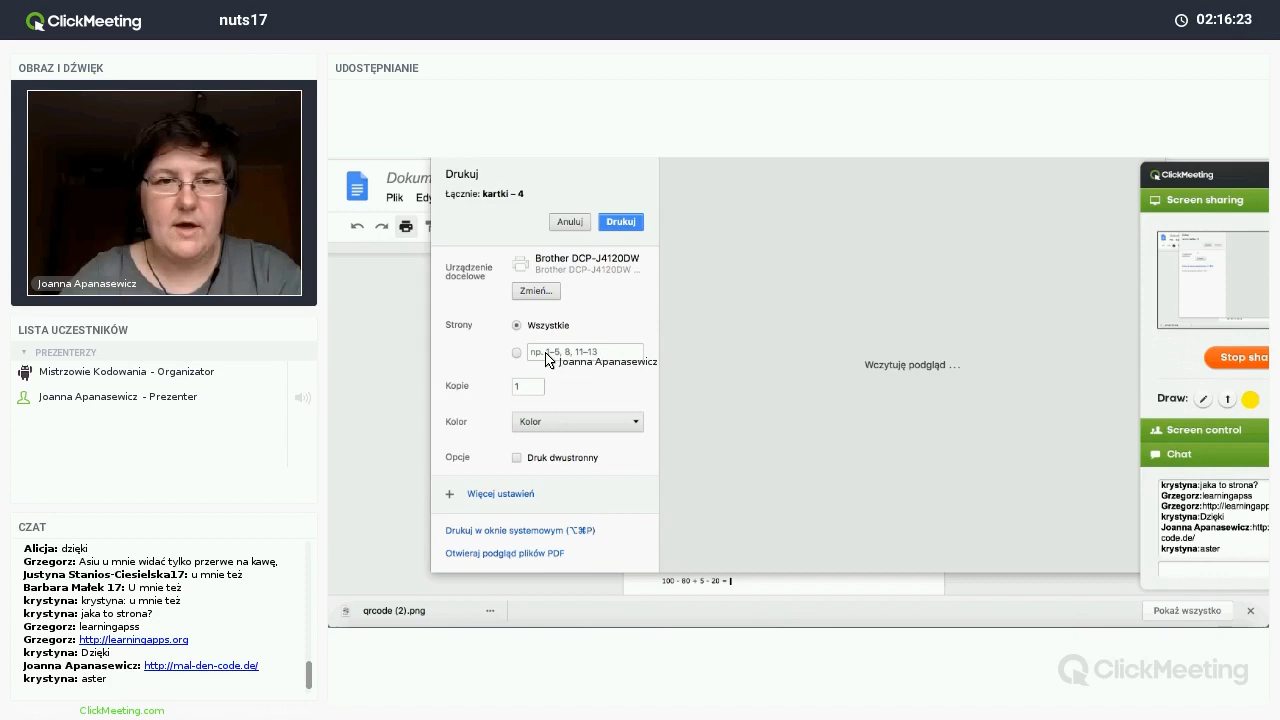 ClickMeeting
nuts17
02:16:23
OBRAZ I DŹWIĘK
Joanna Apanasewicz
LISTA UCZESTNIKÓW
PREZENTERZY
Mistrzowie Kodowania - Organizator
Joanna Apanasewicz - Prezenter
CZAT
Alicja: dzięki
Grzegorz: Asiu u mnie widać tylko przerwe na kawę,
Justyna Stanios-Ciesielska17: u mnie też
Barbara Małek 17: U mnie też
krystyna: krystyna: u mnie też
krystyna: jaka to strona?
Grzegorz: learningapss
Grzegorz: http://learningapps.org
krystyna: Dzięki
Joanna Apanasewicz: http://mal-den-code.de/
krystyna: aster
ClickMeeting.com
UDOSTĘPNIANIE
Dokum
Plik Edy
Drukuj
Łącznie: kartki – 4
Anuluj Drukuj
Urządzenie docelowe
Brother DCP-J4120DW
Brother DCP-J4120DW ...
Zmień...
Strony
Wszystkie
np. 1–5, 8, 11–13
Joanna Apanasewicz
Kopie 1
Kolor Kolor
Opcje Druk dwustronny
+ Więcej ustawień
Drukuj w oknie systemowym (⌥⌘P)
Otwieraj podgląd plików PDF
Wczytuję podgląd ...
100 - 80 + 5 - 20 =
qrcode (2).png
Pokaż wszystko
ClickMeeting
Screen sharing
Stop sha
Draw:
Screen control
Chat
krystyna:jaka to strona?
Grzegorz:learningapss
Grzegorz:http://learningapp
krystyna:Dzięki
Joanna Apanasewicz:http:
code.de/
krystyna:aster
ClickMeeting